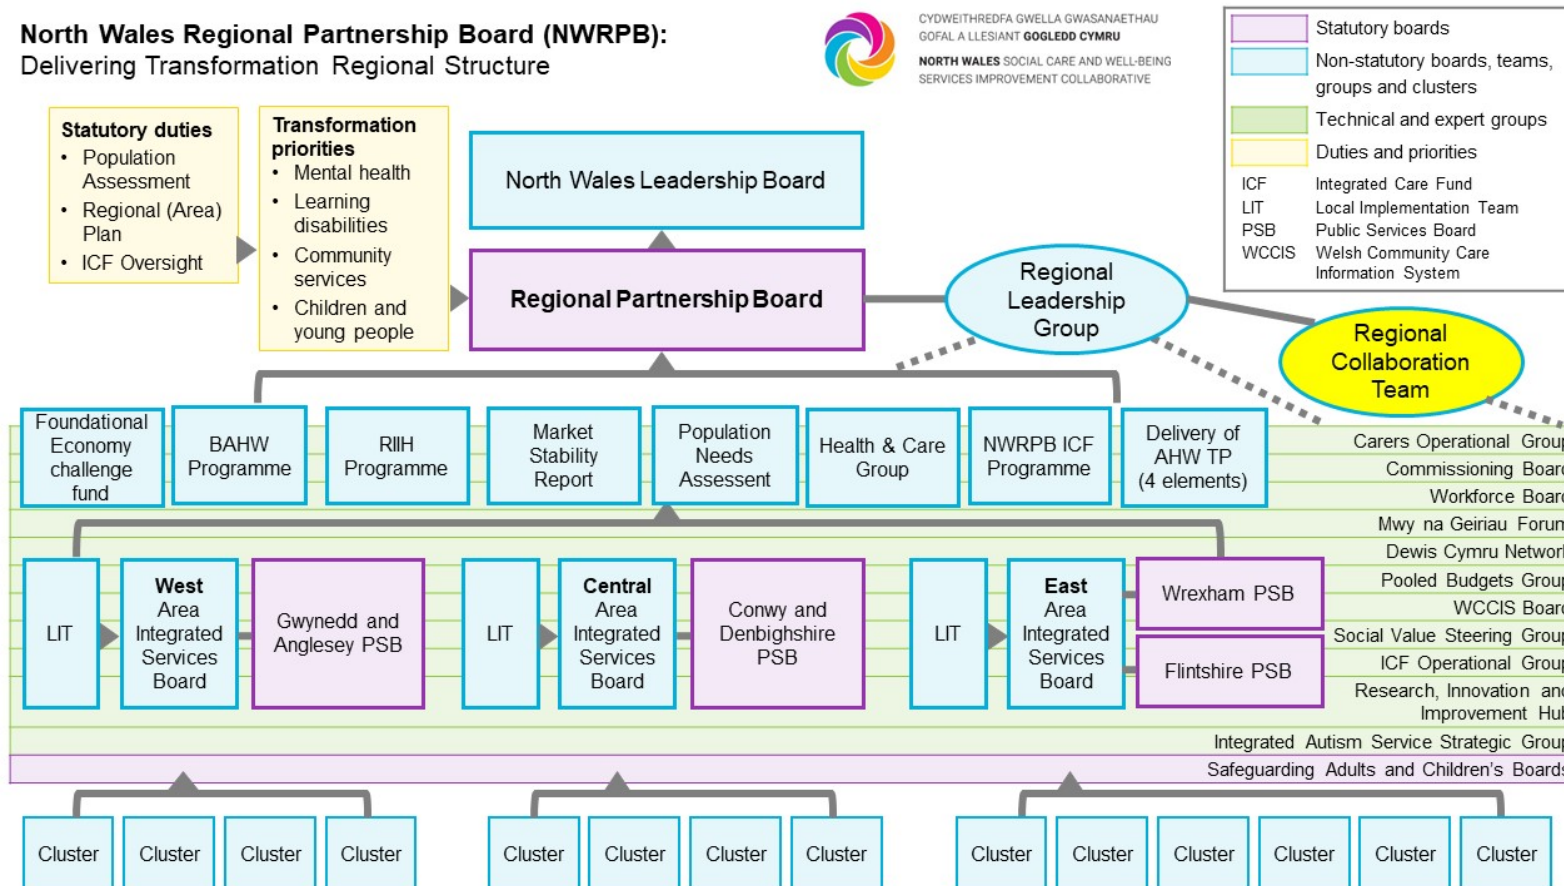 North Wales Regional Partnership Board (NWRPB):
Delivering Transformation Regional Structure
CYDWEITHREDFA GWELLA GWASANAETHAU
GOFAL A LLESIANT GOGLEDD CYMRU
NORTH WALES SOCIAL CARE AND WELL-BEING
SERVICES IMPROVEMENT COLLABORATIVE
Statutory boards
Non-statutory boards, teams,
groups and clusters
Technical and expert groups
Duties and priorities
ICF Integrated Care Fund
LIT Local Implementation Team
PSB Public Services Board
WCCIS Welsh Community Care
Information System
Statutory duties
• Population
Assessment
• Regional (Area)
Plan
• ICF Oversight
Transformation
priorities
• Mental health
• Learning
disabilities
• Community
services
• Children and
young people
North Wales Leadership Board
Regional Partnership Board
Regional
Leadership
Group
Regional
Collaboration
Team
Foundational
Economy
challenge
fund
BAHW
Programme
RIIH
Programme
Market
Stability
Report
Population
Needs
Assessent
Health & Care
Group
NWRPB ICF
Programme
Delivery of
AHW TP
(4 elements)
Carers Operational Group
Commissioning Board
Workforce Board
Mwy na Geiriau Forum
Dewis Cymru Network
Pooled Budgets Group
WCCIS Board
Social Value Steering Group
ICF Operational Group
Research, Innovation and
Improvement Hub
Integrated Autism Service Strategic Group
Safeguarding Adults and Children's Boards
LIT
West
Area
Integrated
Services
Board
Gwynedd and
Anglesey PSB
LIT
Central
Area
Integrated
Services
Board
Conwy and
Denbighshire
PSB
LIT
East
Area
Integrated
Services
Board
Wrexham PSB
Flintshire PSB
Cluster
Cluster
Cluster
Cluster
Cluster
Cluster
Cluster
Cluster
Cluster
Cluster
Cluster
Cluster
Cluster
Cluster